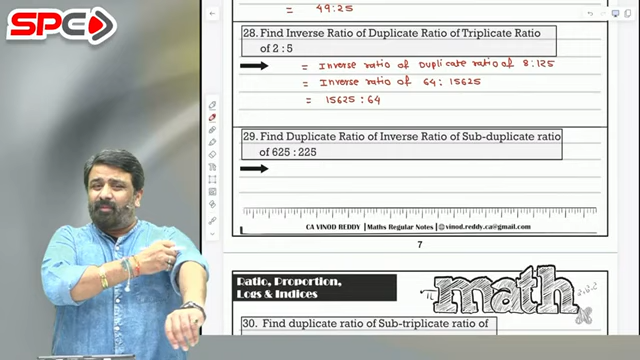 SPC
= 49:25
28. Find Inverse Ratio of Duplicate Ratio of Triplicate Ratio
of 2 : 5
= Inverse ratio of Duplicate ratio of 8:125
= Inverse ratio of 64 : 15625
= 15625 : 64
29. Find Duplicate Ratio of Inverse Ratio of Sub-duplicate ratio
of 625 : 225
CA VINOD REDDY | Maths Regular Notes | vinod.reddy.ca@gmail.com
7
Ratio, Proportion,
Logs & Indices
math
π
30. Find duplicate ratio of Sub-triplicate ratio of